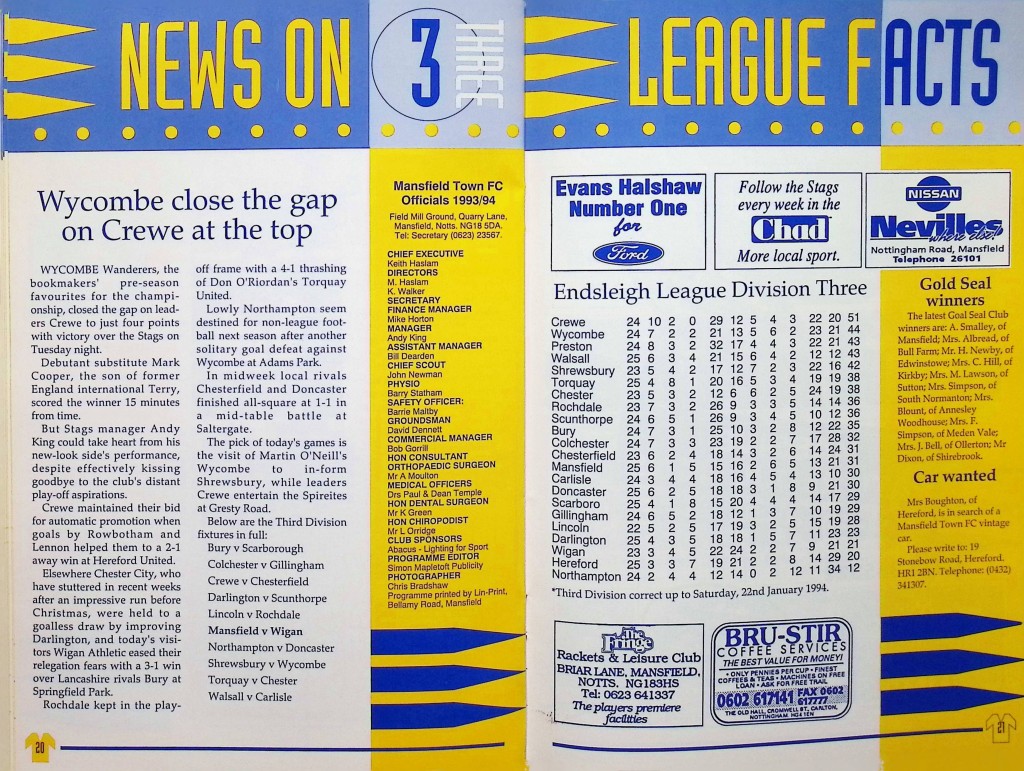 NEWS ON
3
THREE
Wycombe close the gap
on Crewe at the top
WYCOMBE Wanderers, the
bookmakers' pre-season
favourites for the champi-
onship, closed the gap on lead-
ers Crewe to just four points
with victory over the Stags on
Tuesday night.
Debutant substitute Mark
Cooper, the son of former
England international Terry,
scored the winner 15 minutes
from time.
But Stags manager Andy
King could take heart from his
new-look side's performance,
despite effectively kissing
goodbye to the club's distant
play-off aspirations.
Crewe maintained their bid
for automatic promotion when
goals by Rowbotham and
Lennon helped them to a 2-1
away win at Hereford United.
Elsewhere Chester City, who
have stuttered in recent weeks
after an impressive run before
Christmas, were held to a
goalless draw by improving
Darlington, and today's visi-
tors Wigan Athletic eased their
relegation fears with a 3-1 win
over Lancashire rivals Bury at
Springfield Park.
Rochdale kept in the play-
off frame with a 4-1 thrashing
of Don O'Riordan's Torquay
United.
Lowly Northampton seem
destined for non-league foot-
ball next season after another
solitary goal defeat against
Wycombe at Adams Park.
In midweek local rivals
Chesterfield and Doncaster
finished all-square at 1-1 in
a mid-table battle at
Saltergate.
The pick of today's games is
the visit of Martin O'Neill's
Wycombe to in-form
Shrewsbury, while leaders
Crewe entertain the Spireites
at Gresty Road.
Below are the Third Division
fixtures in full:
Bury v Scarborough
Colchester v Gillingham
Crewe v Chesterfield
Darlington v Scunthorpe
Lincoln v Rochdale
Mansfield v Wigan
Northampton v Doncaster
Shrewsbury v Wycombe
Torquay v Chester
Walsall v Carlisle
Mansfield Town FC
Officials 1993/94
Field Mill Ground, Quarry Lane,
Mansfield, Notts. NG18 5DA.
Tel: Secretary (0623) 23567.
CHIEF EXECUTIVE
Keith Haslam
DIRECTORS
M. Haslam
K. Walker
SECRETARY
FINANCE MANAGER
Mike Horton
MANAGER
Andy King
ASSISTANT MANAGER
Bill Dearden
CHIEF SCOUT
John Newman
PHYSIO
Barry Statham
SAFETY OFFICER:
Barrie Maltby
GROUNDSMAN
David Dennett
COMMERCIAL MANAGER
Bob Gorrill
HON CONSULTANT
ORTHOPAEDIC SURGEON
Mr A Moulton
MEDICAL OFFICERS
Drs Paul & Dean Temple
HON DENTAL SURGEON
Mr K Green
HON CHIROPODIST
Mr L Orridge
CLUB SPONSORS
Abacus - Lighting for Sport
PROGRAMME EDITOR
Simon Mapletoft Publicity
PHOTOGRAPHER
Chris Bradshaw
Programme printed by Lin-Print,
Bellamy Road, Mansfield
20
LEAGUE FACTS
Evans Halshaw
Number One
for
Ford
Follow the Stags
every week in the
Chad
More local sport.
NISSAN
Nevilles
where else?
Nottingham Road, Mansfield
Telephone 26101
Endsleigh League Division Three
Crewe 24 10 2 0 29 12 5 4 3 22 20 51
Wycombe 24 7 2 2 21 13 5 6 2 23 21 44
Preston 24 8 3 2 32 17 4 4 3 22 21 43
Walsall 25 6 3 4 21 15 6 4 2 12 12 43
Shrewsbury 23 5 4 2 17 12 7 2 3 22 16 42
Torquay 25 4 8 1 20 16 5 3 4 19 19 38
Chester 23 5 3 2 12 6 6 2 5 24 19 38
Rochdale 23 7 3 2 26 9 3 3 5 14 14 36
Scunthorpe 24 6 5 1 26 9 3 4 5 10 12 36
Bury 24 7 3 1 25 10 3 2 8 12 22 35
Colchester 24 7 3 3 23 19 2 2 7 17 28 32
Chesterfield 23 6 2 4 18 14 3 2 6 14 24 31
Mansfield 25 6 1 5 15 16 2 6 5 13 21 31
Carlisle 24 3 4 4 18 16 4 5 4 13 10 30
Doncaster 25 6 2 5 18 18 3 1 8 9 21 30
Scarboro 25 4 1 8 15 20 4 4 4 14 17 29
Gillingham 24 6 5 2 18 12 1 3 7 10 19 29
Lincoln 22 5 2 5 17 19 3 2 5 15 19 28
Darlington 25 4 3 5 18 18 1 5 7 11 23 23
Wigan 23 3 4 5 22 24 2 2 7 9 21 21
Hereford 25 3 3 7 19 21 2 2 8 14 29 20
Northampton 24 2 4 4 12 14 0 2 12 11 34 12
*Third Division correct up to Saturday, 22nd January 1994.
The Fringe
Rackets & Leisure Club
BRIAR LANE, MANSFIELD,
NOTTS. NG183HS
Tel: 0623 641337
The players premiere
facilities
BRU-STIR
COFFEE SERVICES
THE BEST VALUE FOR MONEY!
• ONLY PENNIES PER CUP • FINEST
COFFEES & TEAS • MACHINES ON FREE
LOAN • ASK FOR FREE TRAIL
0602 617141 FAX 0602 617777
THE OLD HALL, CROMWELL ST, CARLTON,
NOTTINGHAM NG4 1EN
Gold Seal
winners
The latest Goal Seal Club
winners are: A. Smalley, of
Mansfield; Mrs. Albread, of
Bull Farm; Mr. H. Newby, of
Edwinstowe; Mrs. C. Hill, of
Kirkby; Mrs. M. Lawson, of
Sutton; Mrs. Simpson, of
South Normanton; Mrs.
Blount, of Annesley
Woodhouse; Mrs. F.
Simpson, of Meden Vale;
Mrs. J. Bell, of Ollerton; Mr
Dixon, of Shirebrook.
Car wanted
Mrs Boughton, of
Hereford, is in search of a
Mansfield Town FC vintage
car.
Please write to: 19
Stonebow Road, Hereford.
HR1 2BN. Telephone: (0432)
341307.
21